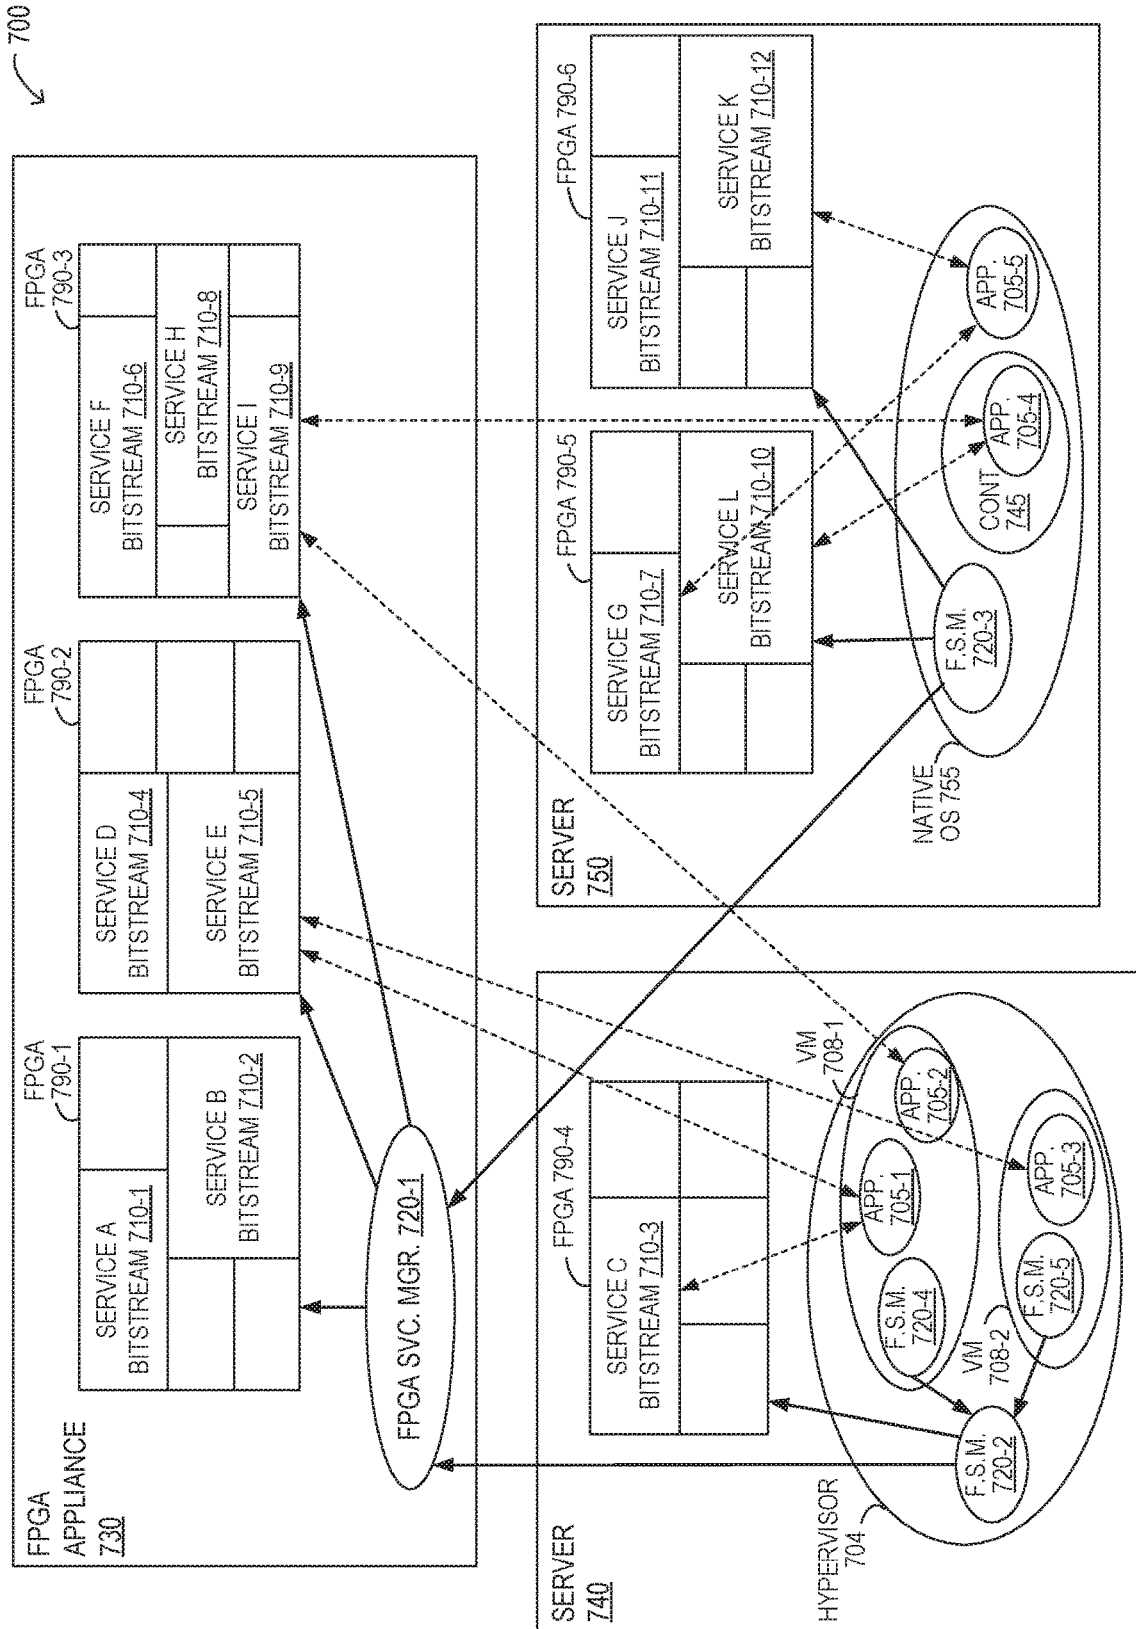 700
FPGA
APPLIANCE
730
FPGA
790-1
SERVICE A
BITSTREAM 710-1
SERVICE B
BITSTREAM 710-2
FPGA
790-2
SERVICE D
BITSTREAM 710-4
SERVICE E
BITSTREAM 710-5
FPGA
790-3
SERVICE F
BITSTREAM 710-6
SERVICE H
BITSTREAM 710-8
SERVICE I
BITSTREAM 710-9
FPGA SVC. MGR. 720-1
SERVER
740
FPGA 790-4
SERVICE C
BITSTREAM 710-3
HYPERVISOR
704
F.S.M.
720-2
VM
708-1
F.S.M.
720-4
APP.
705-1
APP.
705-2
VM
708-2
F.S.M.
720-5
APP.
705-3
SERVER
750
FPGA 790-5
SERVICE G
BITSTREAM 710-7
SERVICE L
BITSTREAM 710-10
FPGA 790-6
SERVICE J
BITSTREAM 710-11
SERVICE K
BITSTREAM 710-12
NATIVE
OS 755
F.S.M.
720-3
CONT.
745
APP.
705-4
APP.
705-5